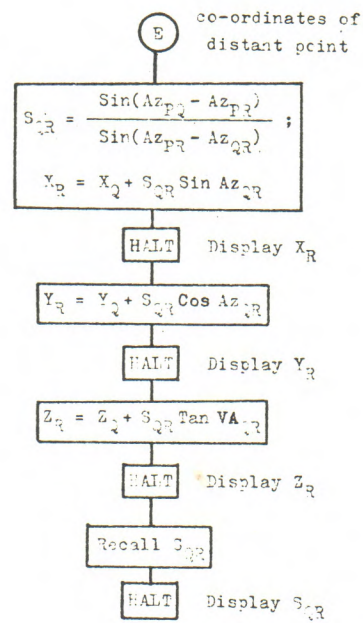 E
co-ordinates of
distant point
S_QR = Sin(Az_PQ - Az_PR) / Sin(Az_PR - Az_QR) ;
X_R = X_Q + S_QR Sin Az_QR
HALT Display X_R
Y_R = Y_Q + S_QR Cos Az_QR
HALT Display Y_R
Z_R = Z_Q + S_QR Tan VA_QR
HALT Display Z_R
Recall S_QR
HALT Display S_QR